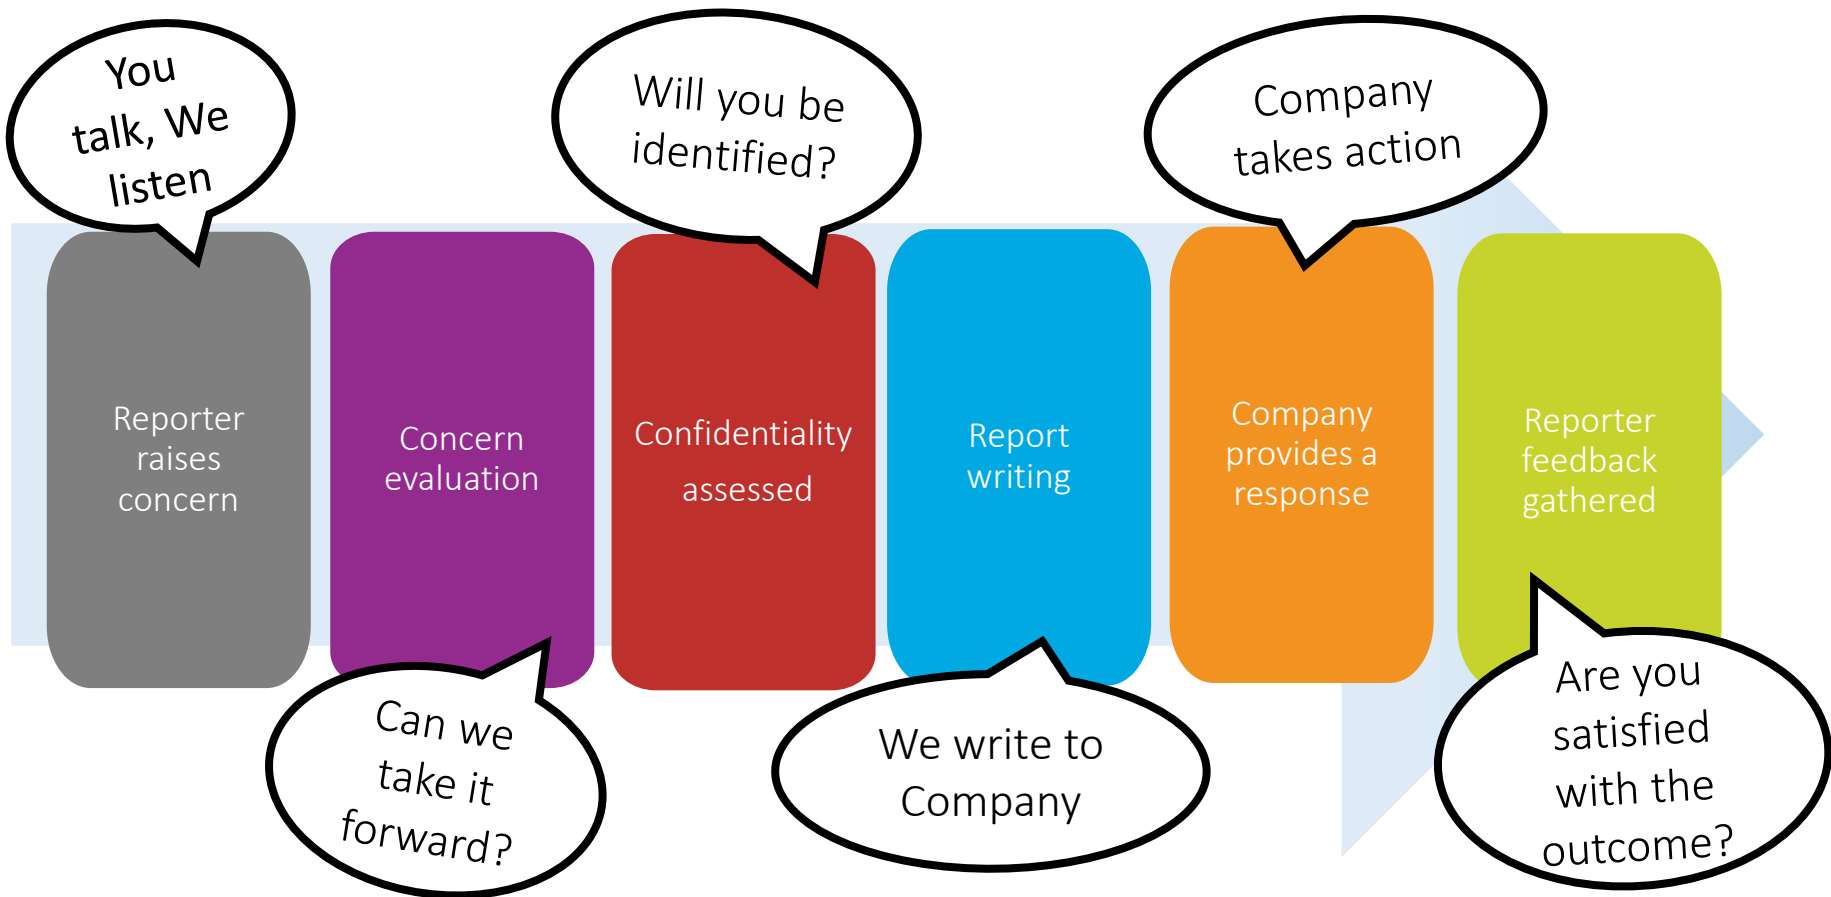 You
talk, We
listen
Will you be
identified?
Company
takes action
Reporter
raises
concern
Concern
evaluation
Confidentiality
assessed
Report
writing
Company
provides a
response
Reporter
feedback
gathered
Can we
take it
forward?
We write to
Company
Are you
satisfied
with the
outcome?